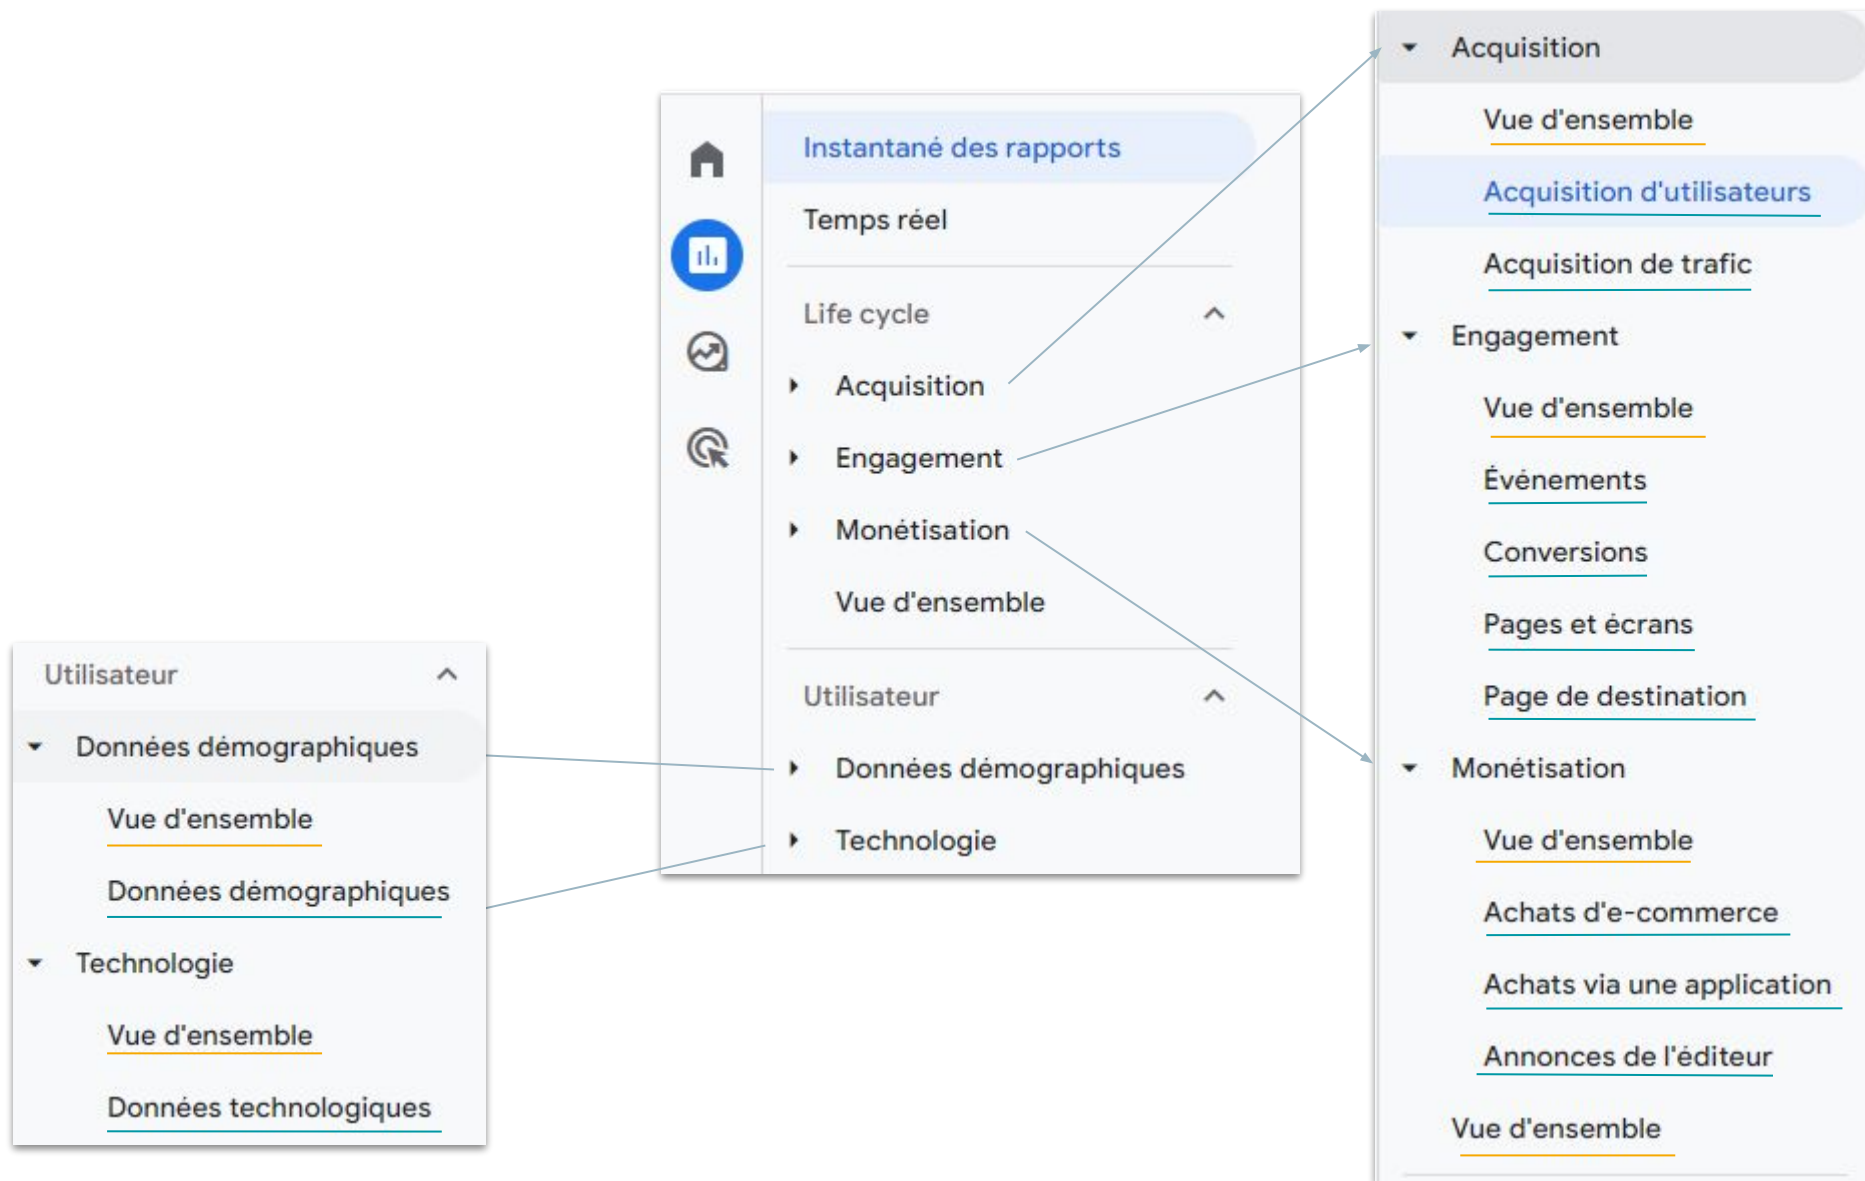 Utilisateur
Données démographiques
Vue d'ensemble
Données démographiques
Technologie
Vue d'ensemble
Données technologiques
Instantané des rapports
Temps réel
Life cycle
Acquisition
Engagement
Monétisation
Vue d'ensemble
Utilisateur
Données démographiques
Technologie
Acquisition
Vue d'ensemble
Acquisition d'utilisateurs
Acquisition de trafic
Engagement
Vue d'ensemble
Événements
Conversions
Pages et écrans
Page de destination
Monétisation
Vue d'ensemble
Achats d'e-commerce
Achats via une application
Annonces de l'éditeur
Vue d'ensemble